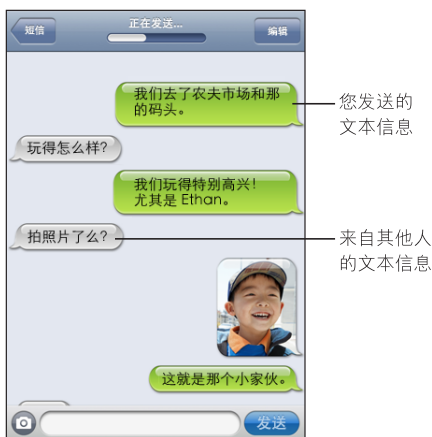 短信
正在发送...
编辑
我们去了农夫市场和那
的码头。
您发送的
文本信息
玩得怎么样?
我们玩得特别高兴!
尤其是 Ethan。
拍照片了么?
来自其他人
的文本信息
这就是那个小家伙。
发送